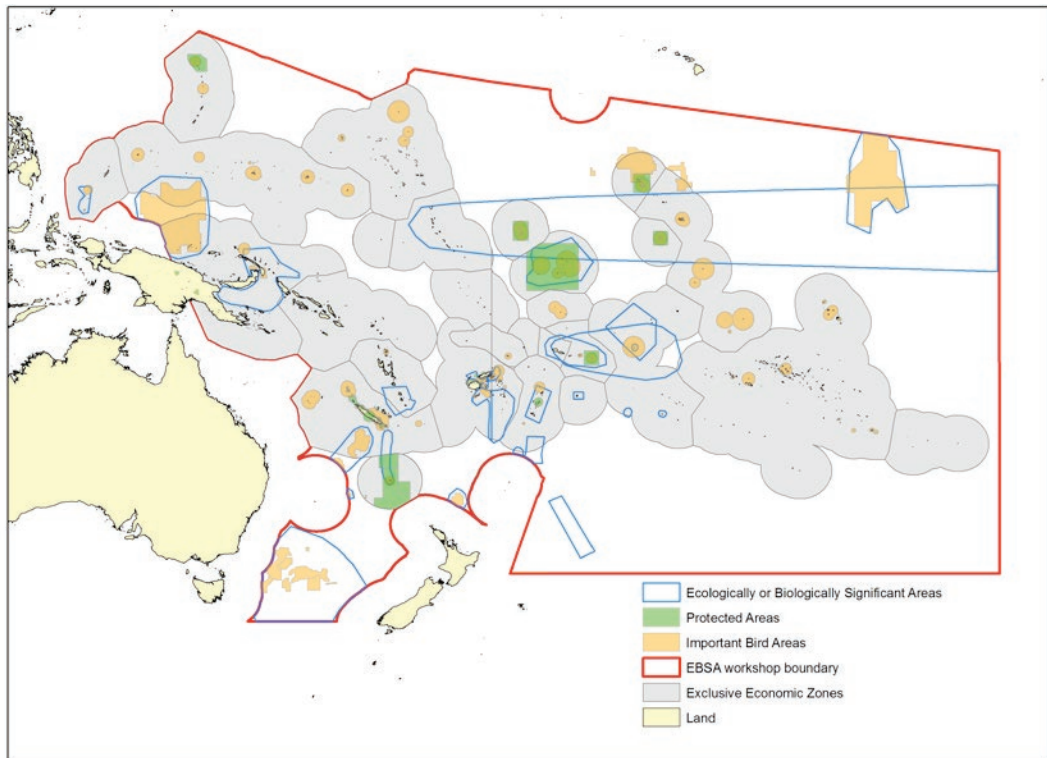 Ecologically or Biologically Significant Areas
Protected Areas
Important Bird Areas
EBSA workshop boundary
Exclusive Economic Zones
Land